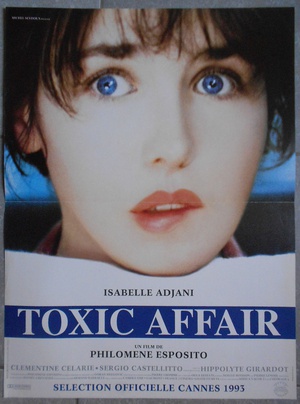 ISABELLE ADJANI
TOXIC AFFAIR
UN FILM DE
PHILOMENE ESPOSITO
CLEMENTINE CELARIE • SERGIO CASTELLITTO HIPPOLYTE GIRARDOT
SELECTION OFFICIELLE CANNES 1993